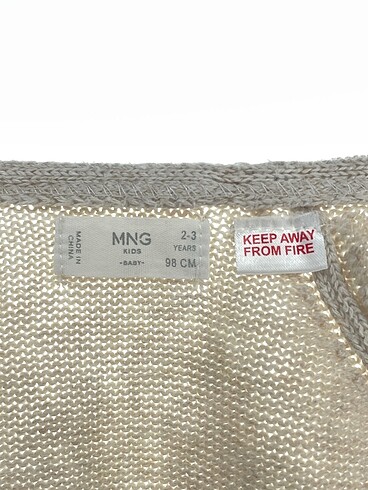 MADE IN
CHINA
MNG
KIDS
-BABY-
2-3
YEARS
98 CM
KEEP AWAY
FROM FIRE